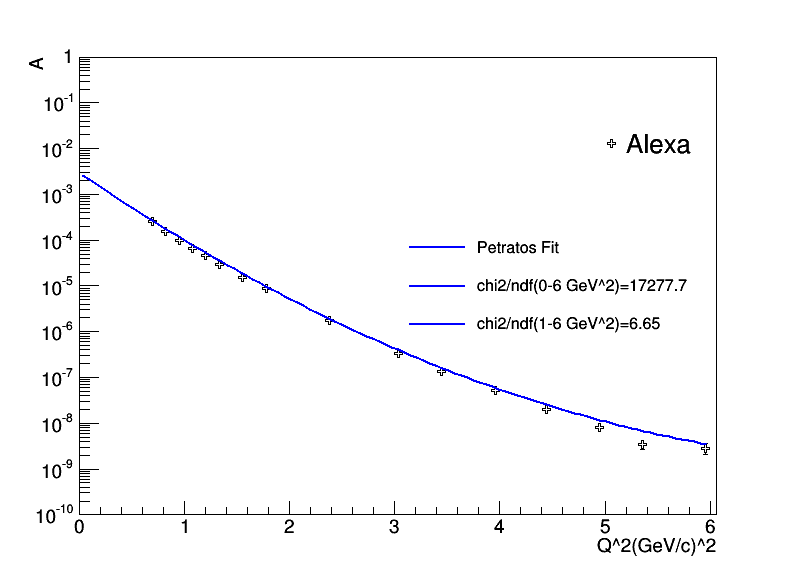 A
1
10^-1
10^-2
10^-3
10^-4
10^-5
10^-6
10^-7
10^-8
10^-9
10^-10
Alexa
Petratos Fit
chi2/ndf(0-6 GeV^2)=17277.7
chi2/ndf(1-6 GeV^2)=6.65
0 1 2 3 4 5 6
Q^2(GeV/c)^2